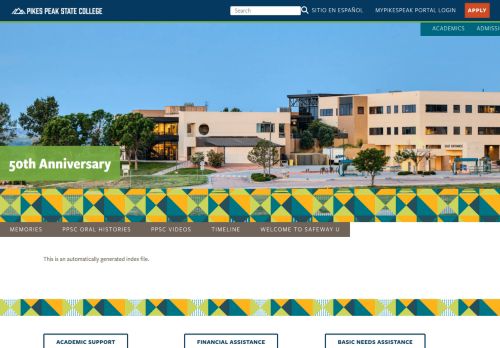 PIKES PEAK STATE COLLEGE
Search
SITIO EN ESPAÑOL
MYPIKESPEAK PORTAL LOGIN
APPLY
ACADEMICS
ADMISSI
50th Anniversary
MEMORIES
PPSC ORAL HISTORIES
PPSC VIDEOS
TIMELINE
WELCOME TO SAFEWAY U
This is an automatically generated index file.
ACADEMIC SUPPORT
FINANCIAL ASSISTANCE
BASIC NEEDS ASSISTANCE